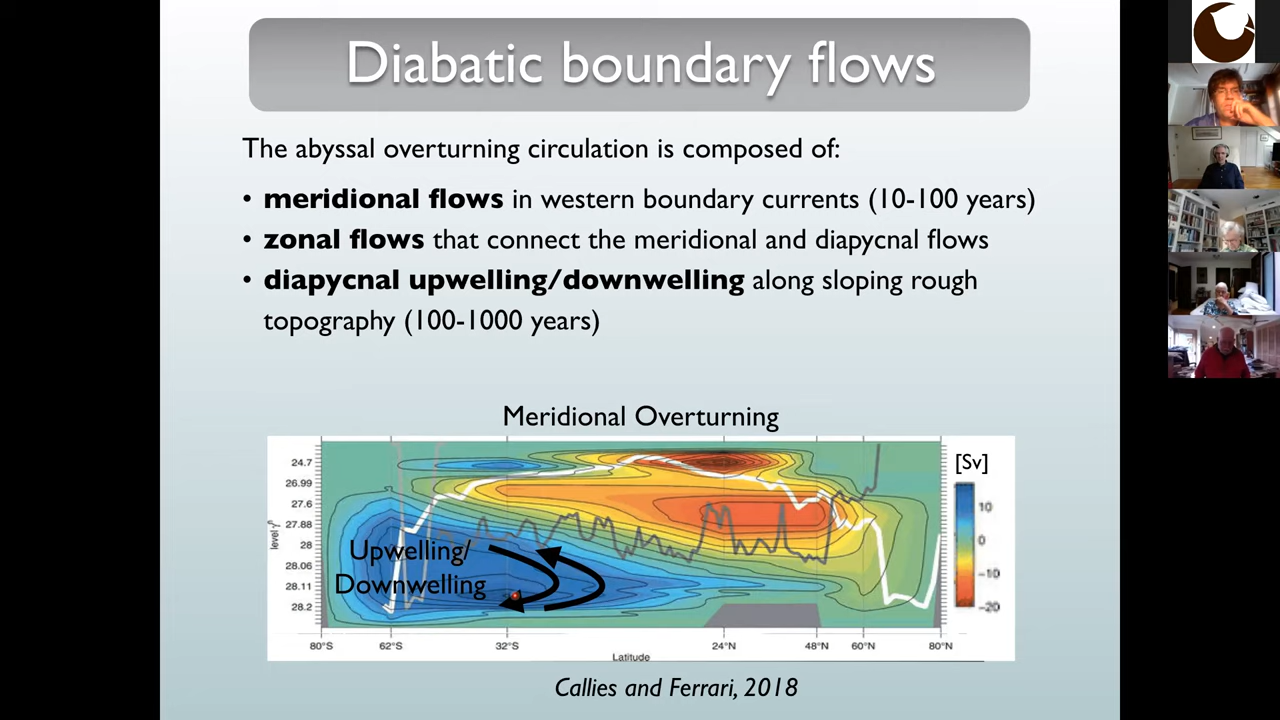 Diabatic boundary flows
The abyssal overturning circulation is composed of:
• meridional flows in western boundary currents (10-100 years)
• zonal flows that connect the meridional and diapycnal flows
• diapycnal upwelling/downwelling along sloping rough
topography (100-1000 years)
Meridional Overturning
[Sv]
24.7
26.99
27.6
27.88
28
28.06
28.11
28.2
level γⁿ
Upwelling/
Downwelling
10
0
−10
−20
80°S 62°S 32°S 24°N 48°N 60°N 80°N
Latitude
Callies and Ferrari, 2018